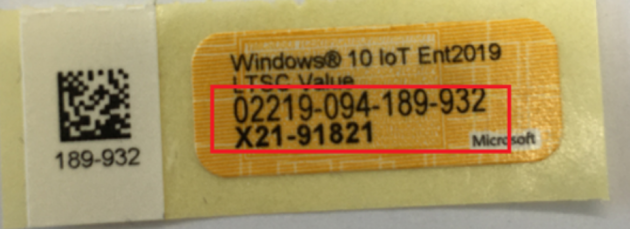 Windows® 10 IoT Ent2019
LTSC Value
02219-094-189-932
X21-91821
Microsoft
189-932